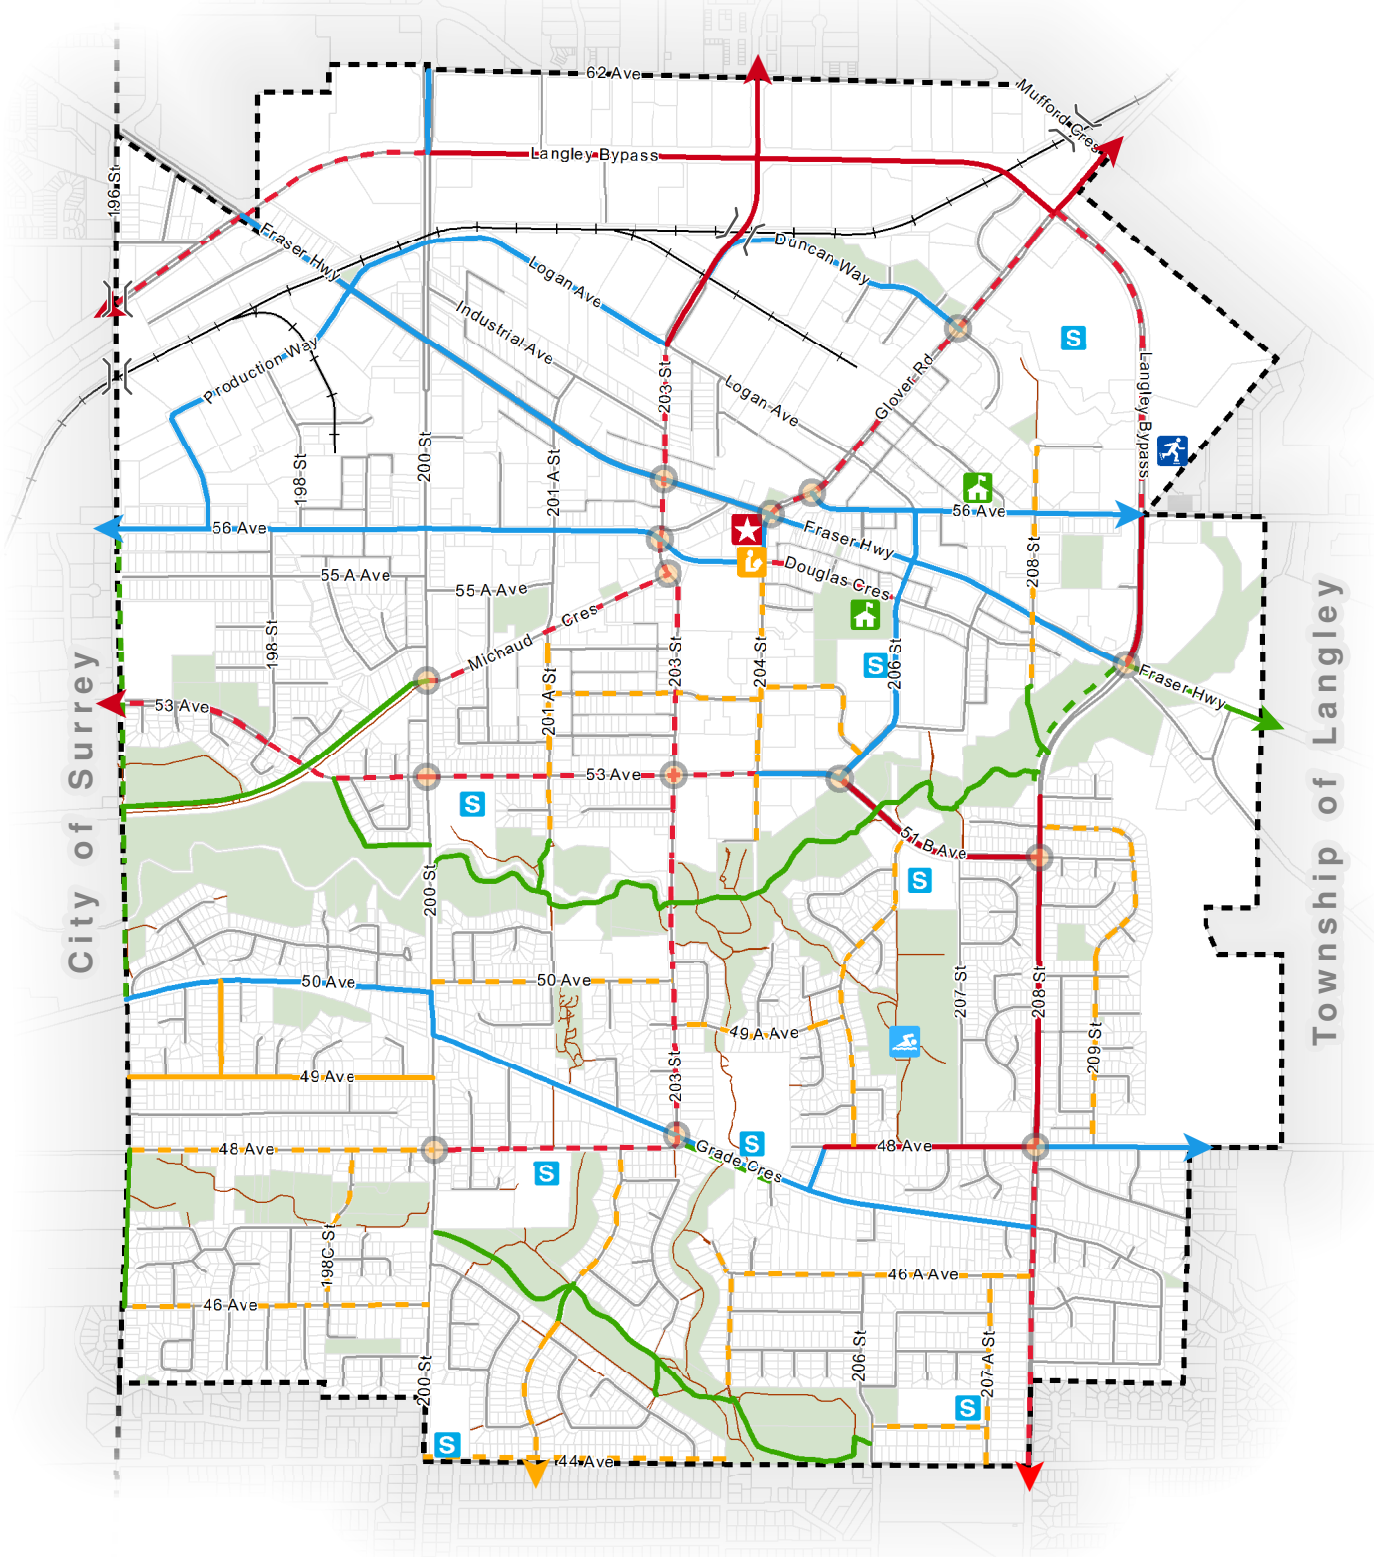 62 Ave
Mufford Cres
Langley Bypass
196 St
Fraser Hwy
Duncan Way
Logan Ave
Industrial Ave
Production Way
Glover Rd
Langley Bypass
203 St
Logan Ave
200 St
198 St
201 A St
S
56 Ave
56 Ave
Fraser Hwy
208 St
55 A Ave
55 A Ave
Douglas Cres
Michaud Cres
198 St
203 St
204 St
206 St
S
Fraser Hwy
City of Surrey
Township of Langley
53 Ave
201 A St
53 Ave
S
51 B Ave
200 St
S
50 Ave
50 Ave
207 St
208 St
49 A Ave
209 St
49 Ave
203 St
48 Ave
S
Grade Cres
48 Ave
S
198C St
46 A Ave
46 Ave
206 St
207 A St
200 St
S
S
44 Ave